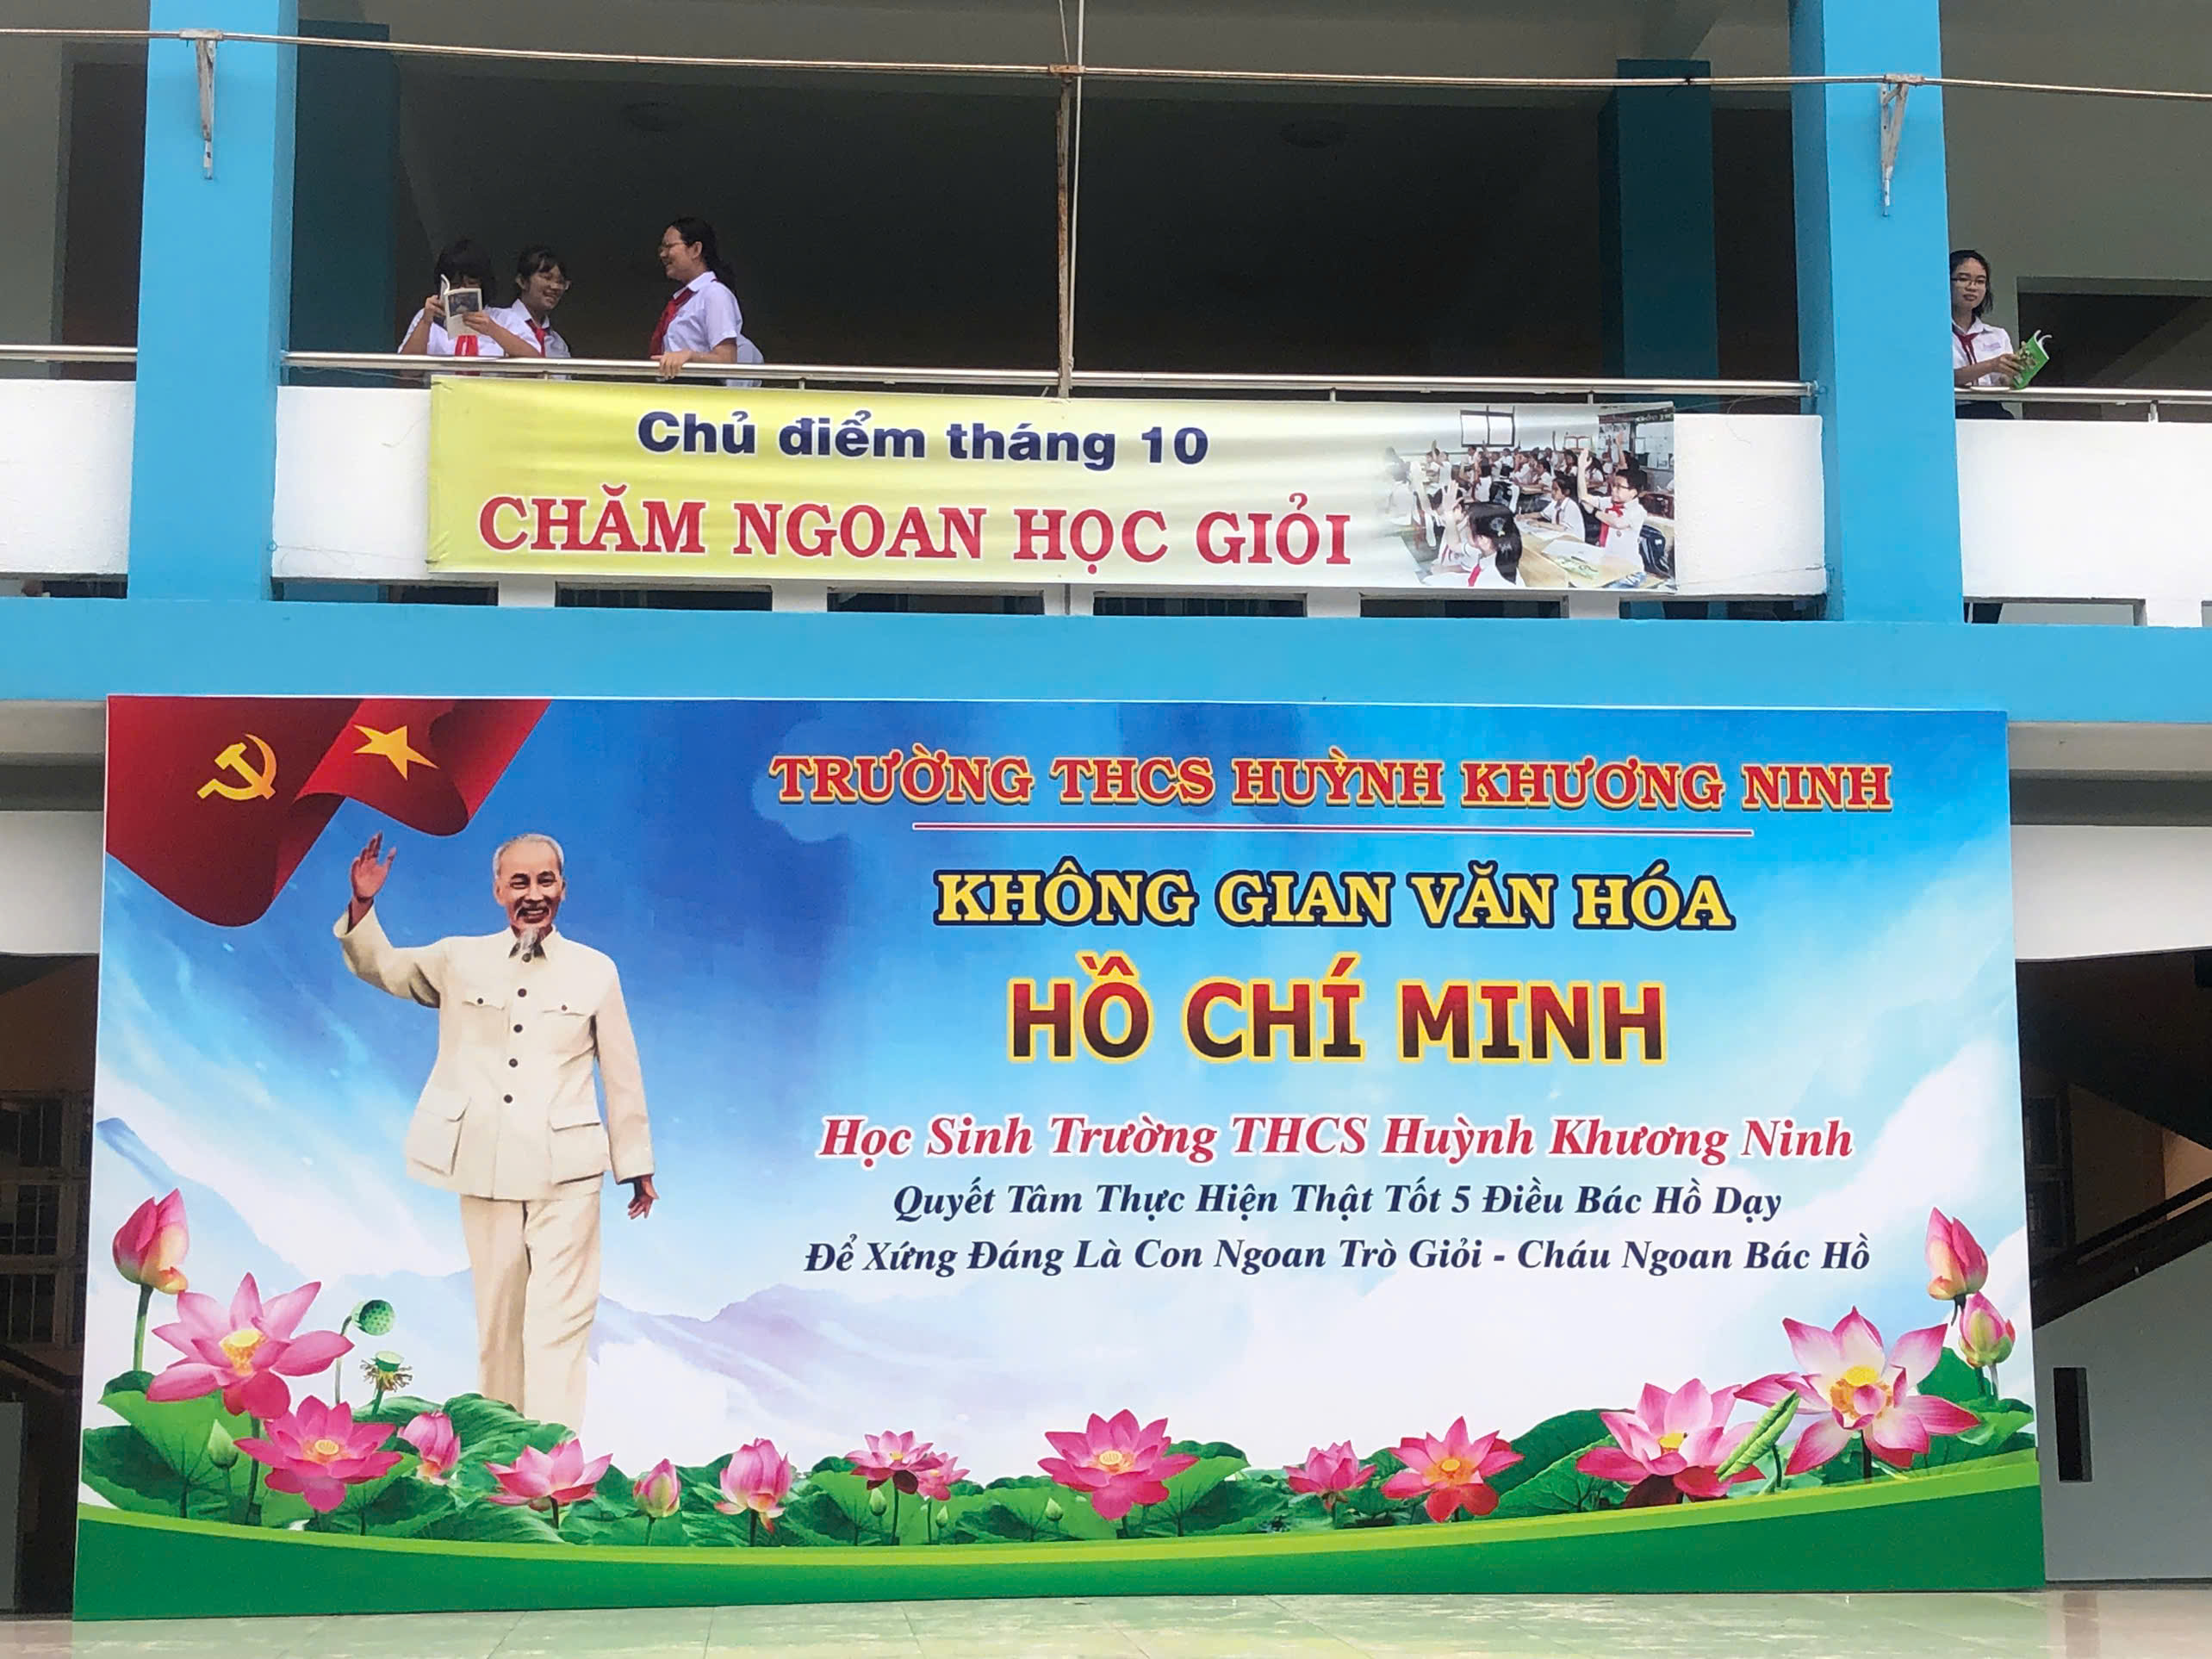 Chủ điểm tháng 10
CHĂM NGOAN HỌC GIỎI
TRƯỜNG THCS HUỲNH KHƯƠNG NINH
KHÔNG GIAN VĂN HÓA
HỒ CHÍ MINH
Học Sinh Trường THCS Huỳnh Khương Ninh
Quyết Tâm Thực Hiện Thật Tốt 5 Điều Bác Hồ Dạy
Để Xứng Đáng Là Con Ngoan Trò Giỏi - Cháu Ngoan Bác Hồ